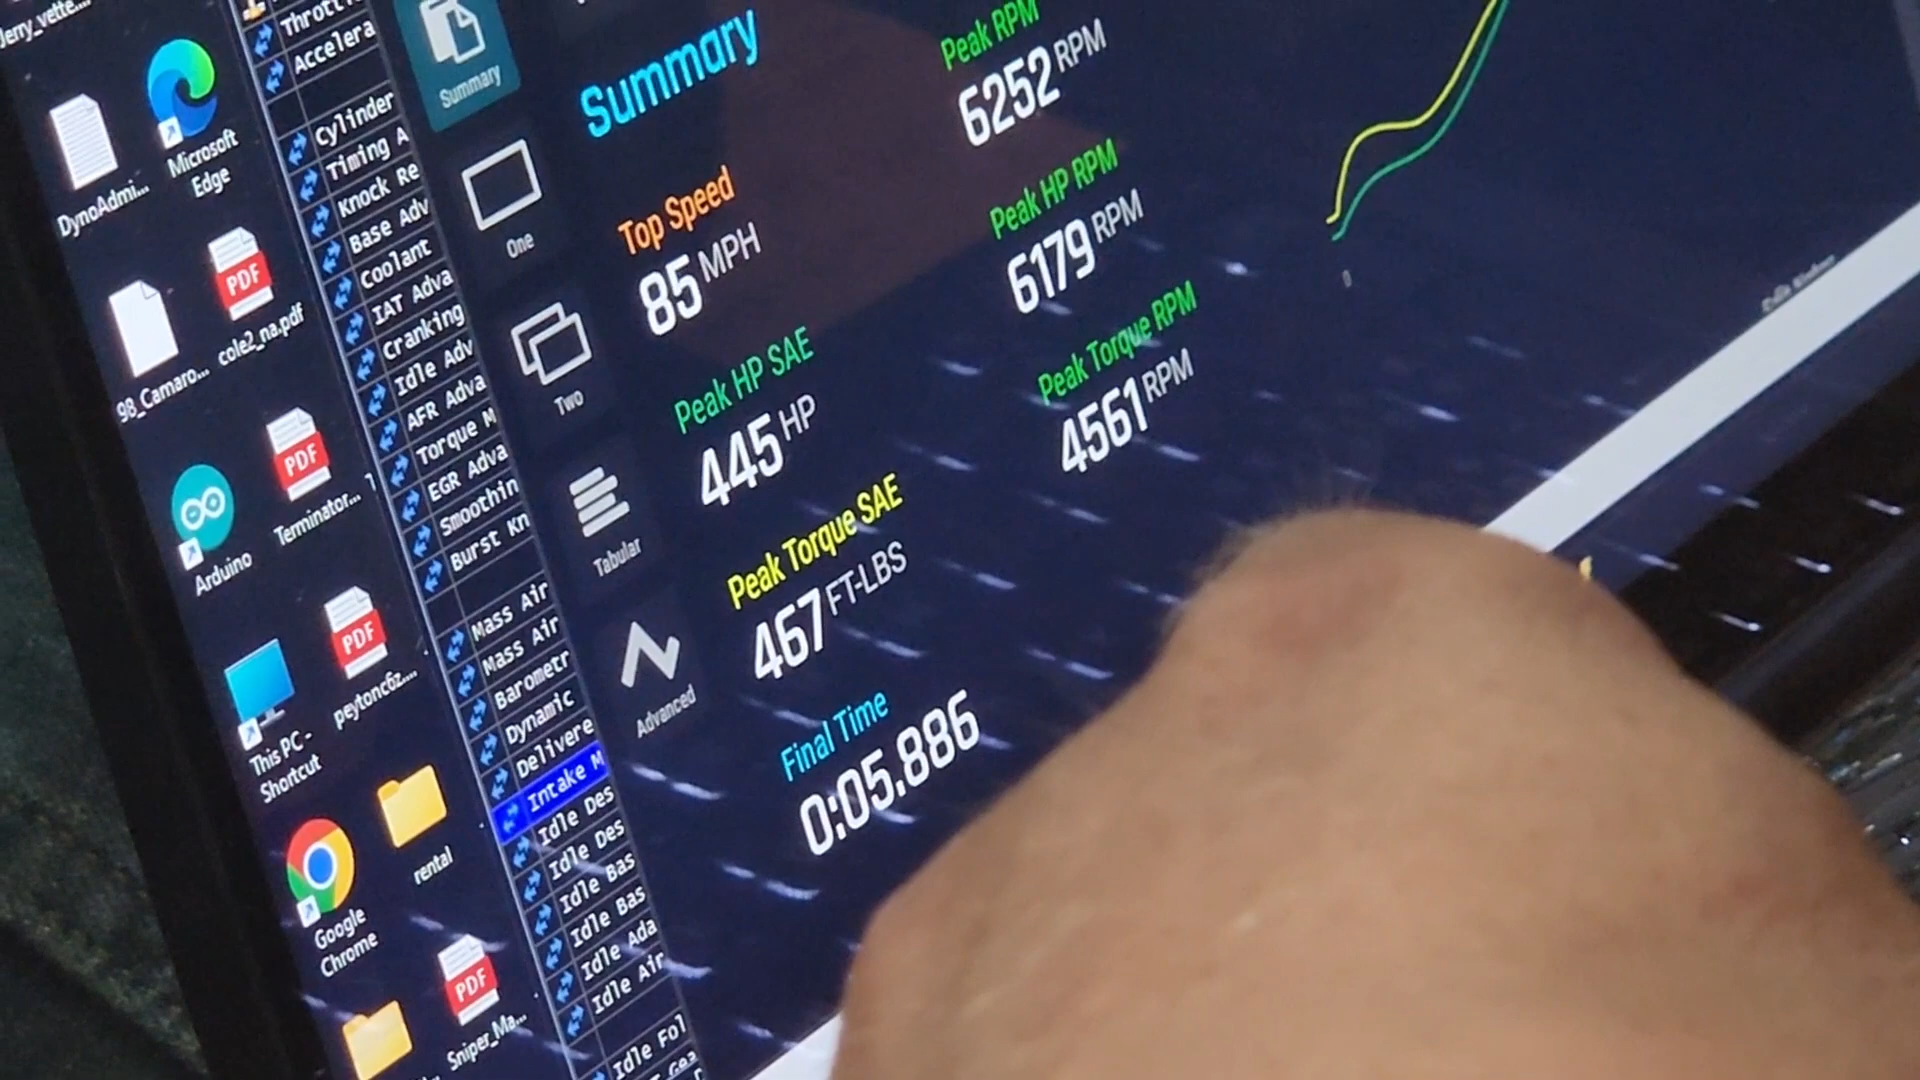 Jerry_vette....
DynoAdmi...
Microsoft
Edge
98_Camaro...
cole2_na.pdf
Arduino
Terminator...
This PC -
Shortcut
peytonc6z....
Google
Chrome
rental
Sniper_Ma...
Accelera
Cylinder
Timing A
Knock Re
Base Adv
Coolant
IAT Adva
Cranking
Idle Adv
AFR Adva
Torque M
EGR Adva
Smoothin
Burst Kn
Mass Air
Mass Air
Barometr
Dynamic
Delivere
Intake M
Idle Des
Idle Des
Idle Bas
Idle Bas
Idle Ada
Idle Air
Idle Fol
Summary
One
Two
Tabular
Advanced
Summary
Top Speed
85 MPH
Peak HP SAE
445 HP
Peak Torque SAE
467 FT-LBS
Final Time
0:05.886
Peak RPM
6252 RPM
Peak HP RPM
6179 RPM
Peak Torque RPM
4561 RPM
0